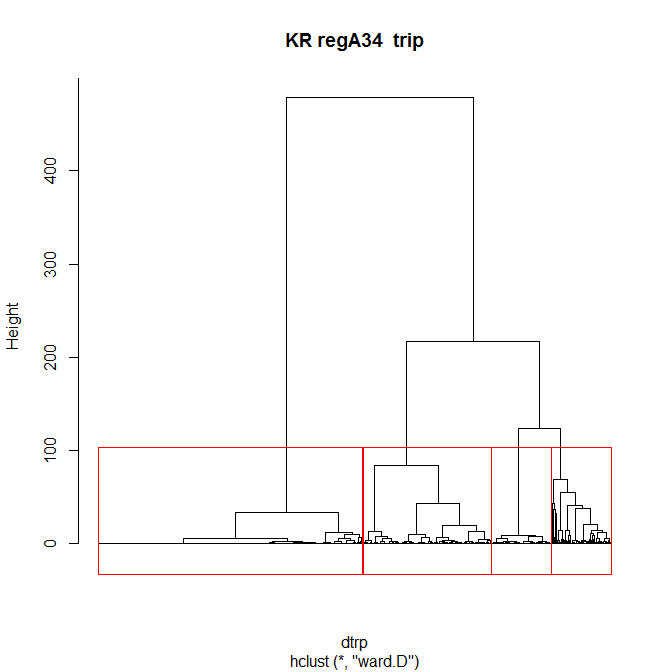 KR regA34  trip
Height
400
300
200
100
0
dtrp
hclust (*, "ward.D")